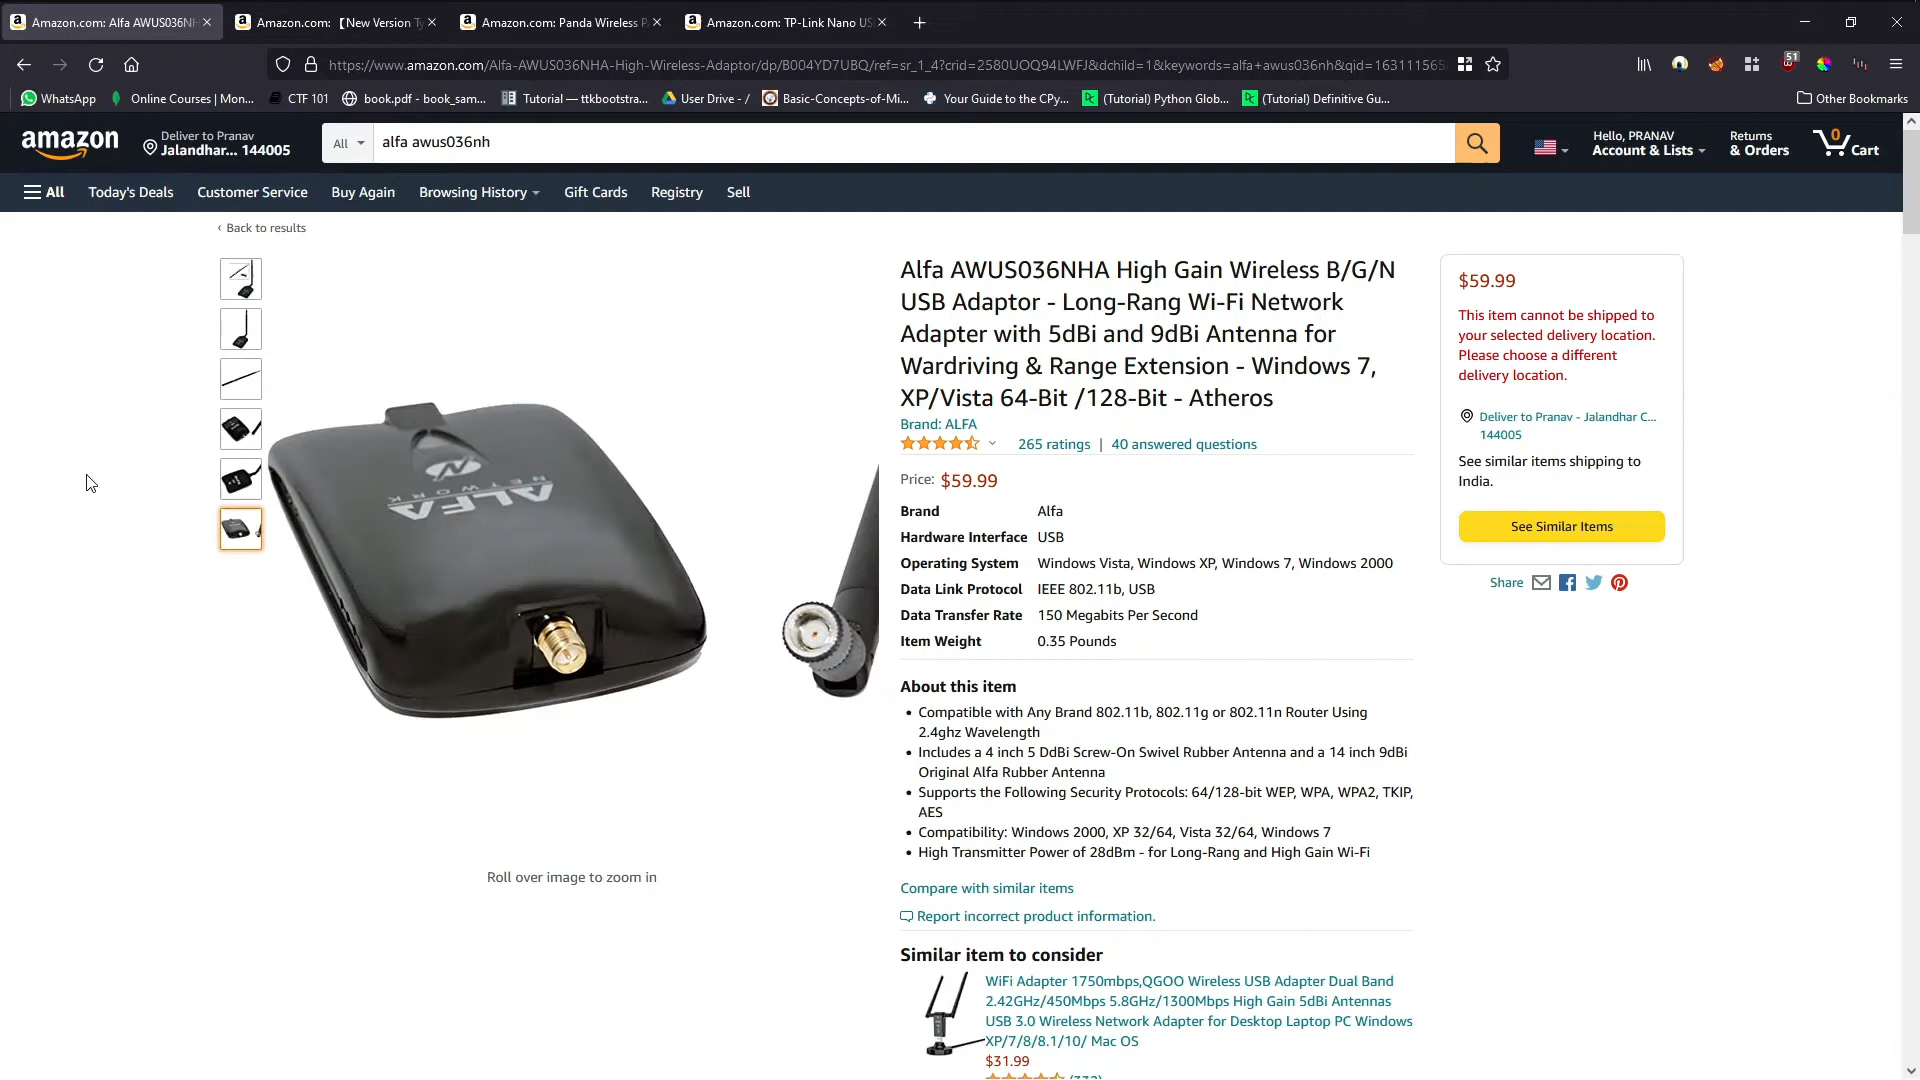 Amazon.com: Alfa AWUS036NH
Amazon.com: 【New Version Ty
Amazon.com: Panda Wireless P
Amazon.com: TP-Link Nano US
https://www.amazon.com/Alfa-AWUS036NHA-High-Wireless-Adaptor/dp/B004YD7UBQ/ref=sr_1_4?crid=2580UOQ94LWFJ&dchild=1&keywords=alfa+awus036nh&qid=163111565
51
WhatsApp
Online Courses | Mon...
CTF 101
book.pdf - book_sam...
Tutorial — ttkbootstra...
User Drive - /
Basic-Concepts-of-Mi...
Your Guide to the CPy...
(Tutorial) Python Glob...
(Tutorial) Definitive Gu...
Other Bookmarks
amazon
Deliver to Pranav
Jalandhar... 144005
All
alfa awus036nh
Hello, PRANAV
Account & Lists
Returns
& Orders
0
Cart
All
Today's Deals
Customer Service
Buy Again
Browsing History
Gift Cards
Registry
Sell
‹ Back to results
ALFA
NETWORK
Roll over image to zoom in
Alfa AWUS036NHA High Gain Wireless B/G/N
USB Adaptor - Long-Rang Wi-Fi Network
Adapter with 5dBi and 9dBi Antenna for
Wardriving & Range Extension - Windows 7,
XP/Vista 64-Bit /128-Bit - Atheros
Brand: ALFA
265 ratings | 40 answered questions
Price: $59.99
Brand Alfa
Hardware Interface USB
Operating System Windows Vista, Windows XP, Windows 7, Windows 2000
Data Link Protocol IEEE 802.11b, USB
Data Transfer Rate 150 Megabits Per Second
Item Weight 0.35 Pounds
About this item
• Compatible with Any Brand 802.11b, 802.11g or 802.11n Router Using
2.4ghz Wavelength
• Includes a 4 inch 5 DdBi Screw-On Swivel Rubber Antenna and a 14 inch 9dBi
Original Alfa Rubber Antenna
• Supports the Following Security Protocols: 64/128-bit WEP, WPA, WPA2, TKIP,
AES
• Compatibility: Windows 2000, XP 32/64, Vista 32/64, Windows 7
• High Transmitter Power of 28dBm - for Long-Rang and High Gain Wi-Fi
Compare with similar items
Report incorrect product information.
Similar item to consider
WiFi Adapter 1750mbps,QGOO Wireless USB Adapter Dual Band
2.42GHz/450Mbps 5.8GHz/1300Mbps High Gain 5dBi Antennas
USB 3.0 Wireless Network Adapter for Desktop Laptop PC Windows
XP/7/8/8.1/10/ Mac OS
$31.99
$59.99
This item cannot be shipped to
your selected delivery location.
Please choose a different
delivery location.
Deliver to Pranav - Jalandhar C...
144005
See similar items shipping to
India.
See Similar Items
Share